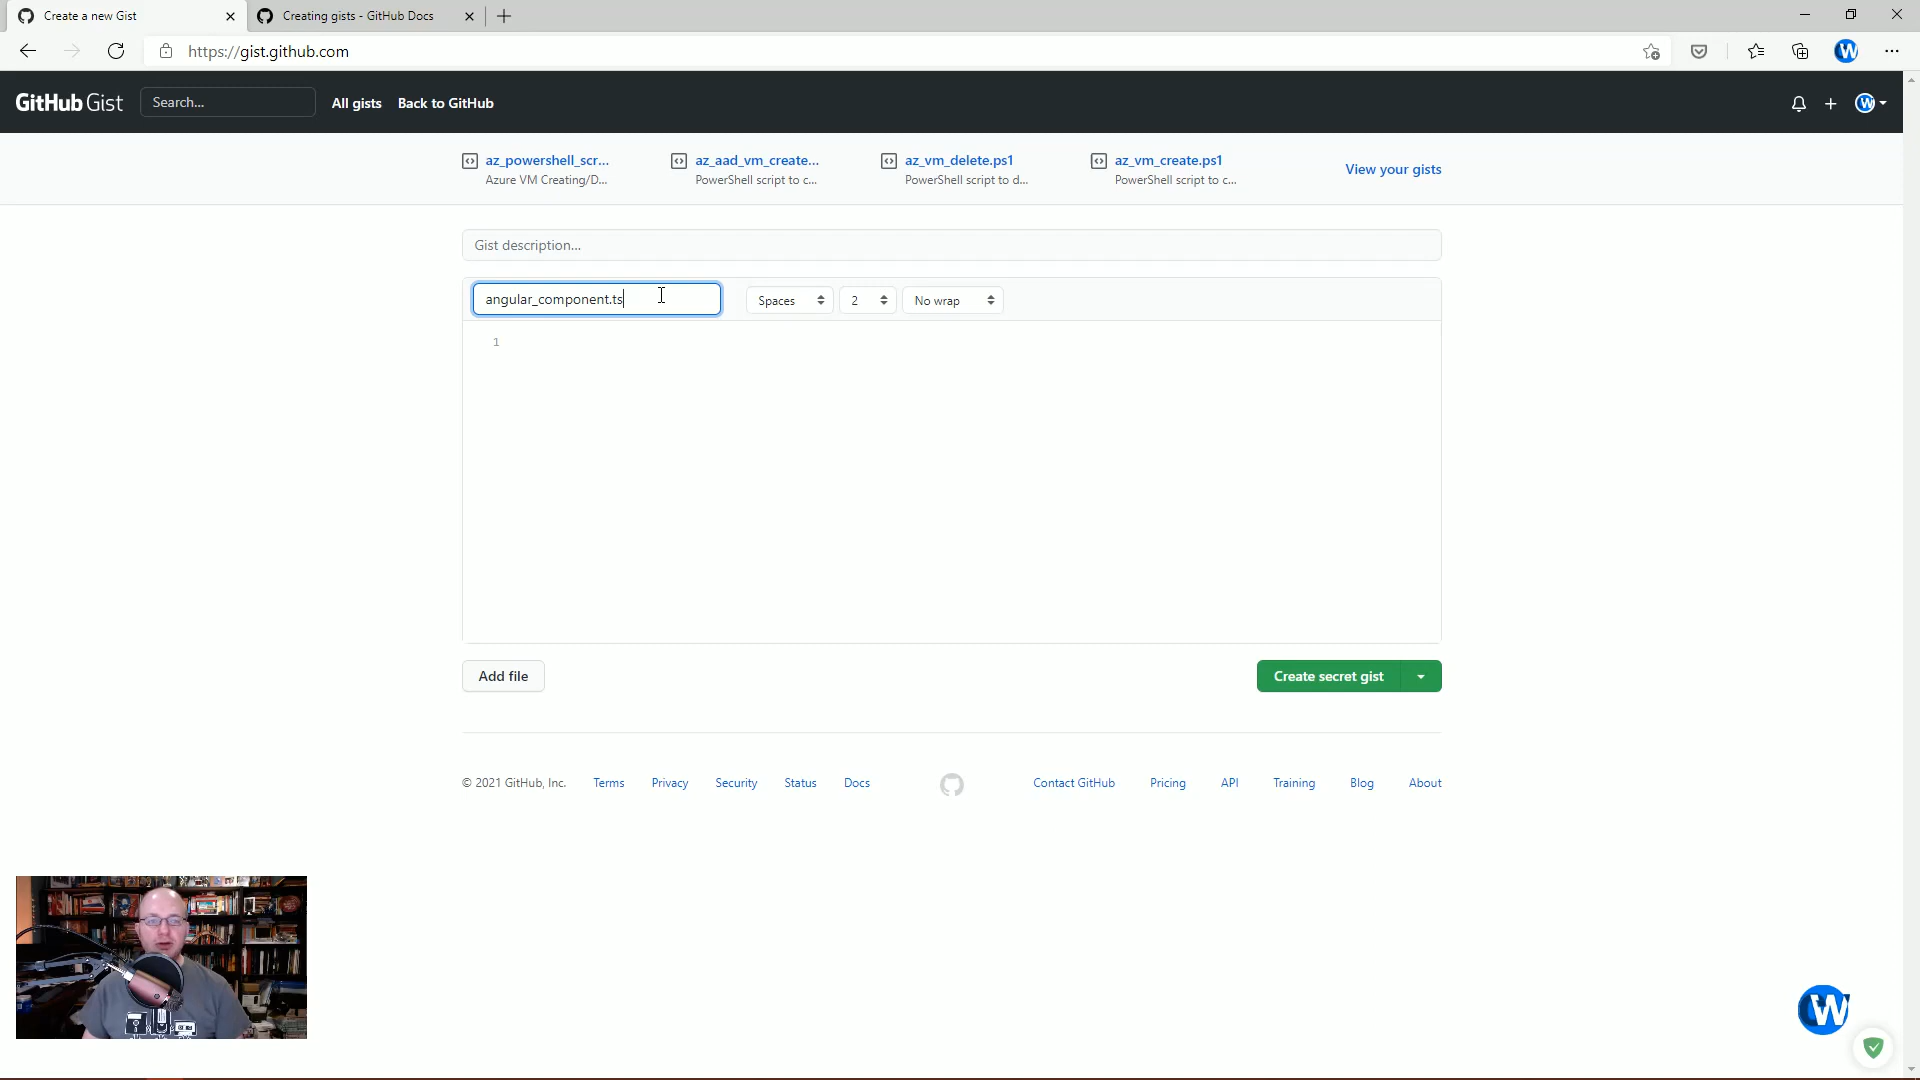 Create a new Gist
Creating gists - GitHub Docs
https://gist.github.com
W
GitHub Gist
Search...
All gists
Back to GitHub
W
az_powershell_scr...
Azure VM Creating/D...
az_aad_vm_create...
PowerShell script to c...
az_vm_delete.ps1
PowerShell script to d...
az_vm_create.ps1
PowerShell script to c...
View your gists
Gist description...
angular_component.ts
Spaces
2
No wrap
1
Add file
Create secret gist
© 2021 GitHub, Inc.
Terms
Privacy
Security
Status
Docs
Contact GitHub
Pricing
API
Training
Blog
About
W